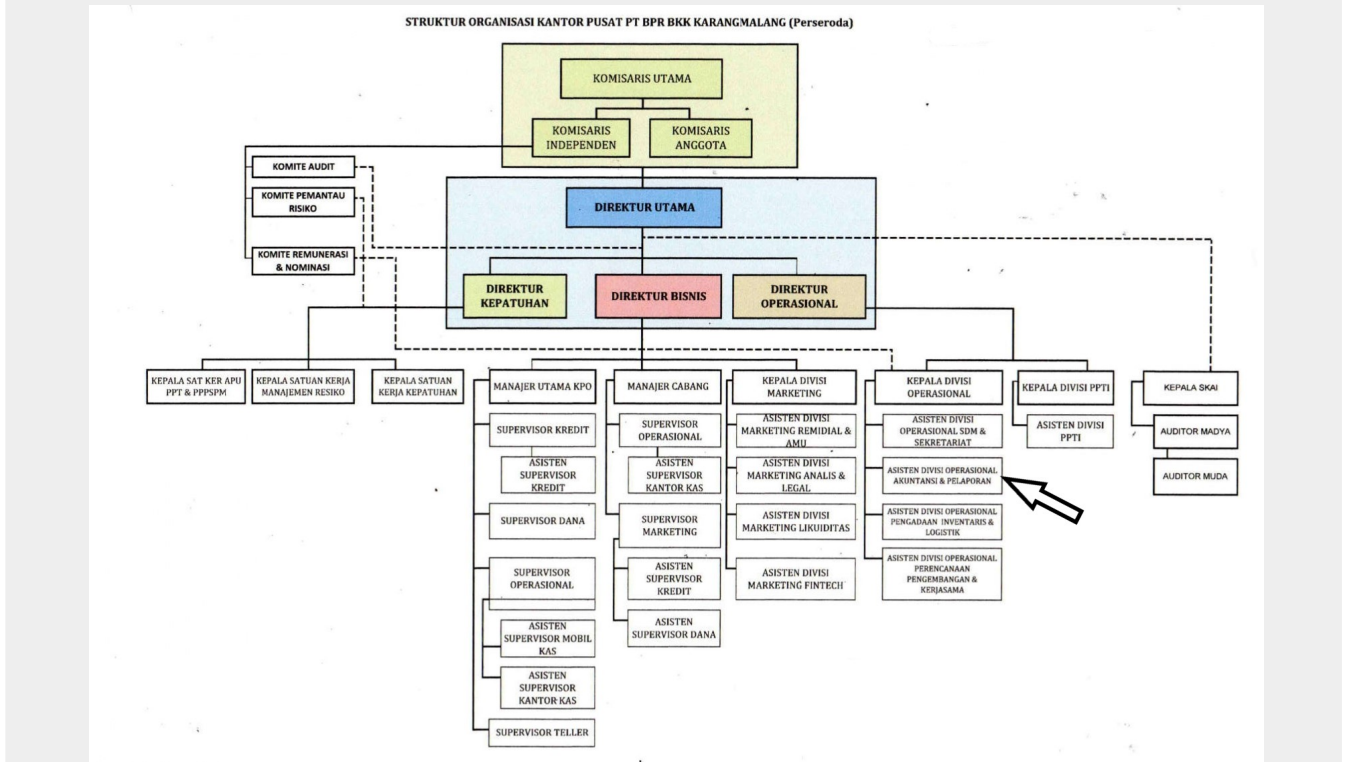 STRUKTUR ORGANISASI KANTOR PUSAT PT BPR BKK KARANGMALANG (Perseroda)
KOMISARIS UTAMA
KOMISARIS
INDEPENDEN
KOMISARIS
ANGGOTA
KOMITE AUDIT
KOMITE PEMANTAU
RISIKO
KOMITE REMUNERASI
& NOMINASI
DIREKTUR UTAMA
DIREKTUR
KEPATUHAN
DIREKTUR BISNIS
DIREKTUR
OPERASIONAL
KEPALA SAT KER APU
PPT & PPPSPM
KEPALA SATUAN KERJA
MANAJEMEN RESIKO
KEPALA SATUAN
KERJA KEPATUHAN
MANAJER UTAMA KPO
SUPERVISOR KREDIT
ASISTEN
SUPERVISOR
KREDIT
SUPERVISOR DANA
SUPERVISOR
OPERASIONAL
ASISTEN
SUPERVISOR MOBIL
KAS
ASISTEN
SUPERVISOR
KANTOR KAS
SUPERVISOR TELLER
MANAJER CABANG
SUPERVISOR
OPERASIONAL
ASISTEN
SUPERVISOR
KANTOR KAS
SUPERVISOR
MARKETING
ASISTEN
SUPERVISOR
KREDIT
ASISTEN
SUPERVISOR DANA
KEPALA DIVISI
MARKETING
ASISTEN DIVISI
MARKETING REMIDIAL &
AMU
ASISTEN DIVISI
MARKETING ANALIS &
LEGAL
ASISTEN DIVISI
MARKETING LIKUIDITAS
ASISTEN DIVISI
MARKETING FINTECH
KEPALA DIVISI
OPERASIONAL
ASISTEN DIVISI
OPERASIONAL SDM &
SEKRETARIAT
ASISTEN DIVISI OPERASIONAL
AKUNTANSI & PELAPORAN
ASISTEN DIVISI OPERASIONAL
PENGADAAN INVENTARIS &
LOGISTIK
ASISTEN DIVISI OPERASIONAL
PERENCANAAN
PENGEMBANGAN &
KERJASAMA
KEPALA DIVISI PPTI
ASISTEN DIVISI
PPTI
KEPALA SKAI
AUDITOR MADYA
AUDITOR MUDA